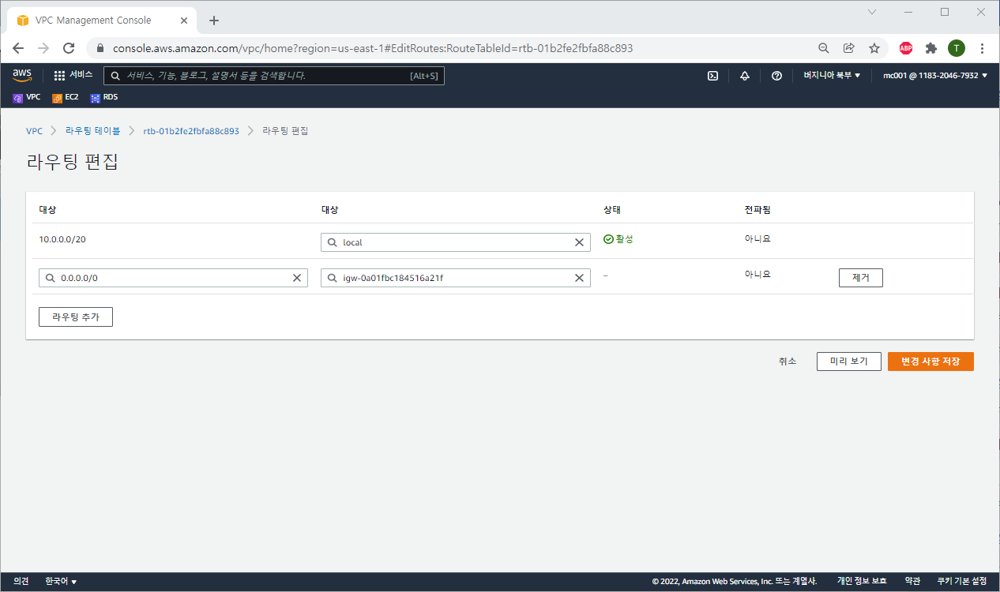 VPC Management Console
console.aws.amazon.com/vpc/home?region=us-east-1#EditRoutes:RouteTableId=rtb-01b2fe2fbfa88c893
ABP
T
aws
서비스
서비스, 기능, 블로그, 설명서 등을 검색합니다.
[Alt+S]
버지니아 북부
mc001 @ 1183-2046-7932
VPC
EC2
RDS
VPC
라우팅 테이블
rtb-01b2fe2fbfa88c893
라우팅 편집
라우팅 편집
대상 대상 상태 전파됨
10.0.0.0/20 local 활성 아니요
0.0.0.0/0 igw-0a01fbc184516a21f – 아니요 제거
라우팅 추가
취소 미리 보기 변경 사항 저장
의견 한국어 © 2022, Amazon Web Services, Inc. 또는 계열사. 개인 정보 보호 약관 쿠키 기본 설정